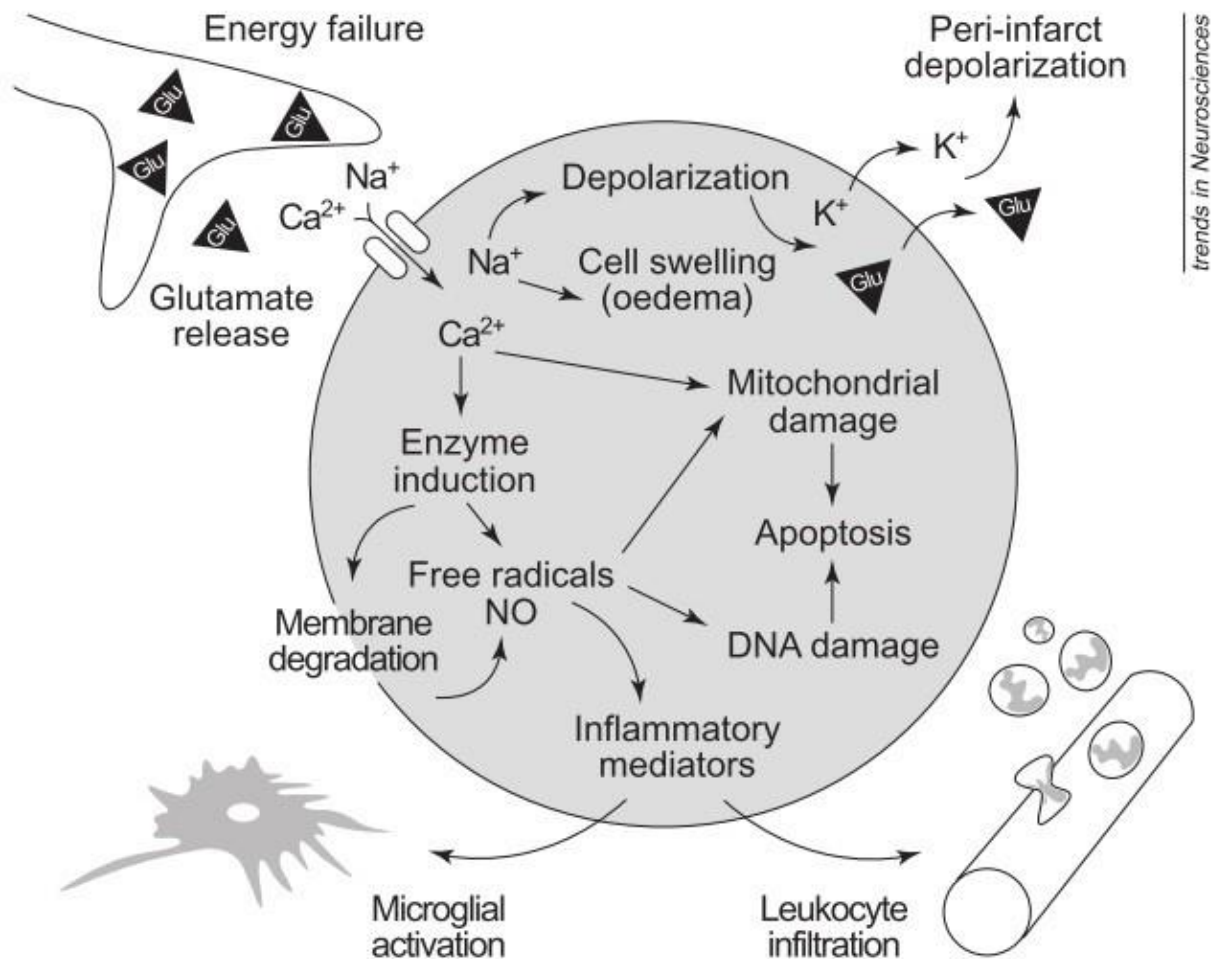 Energy failure
Peri-infarct
depolarization
trends in Neurosciences
Glu
Glu
Glu
Glu
Na⁺
Ca²⁺
Glutamate
release
Depolarization
K⁺
K⁺
Glu
Glu
Na⁺
Cell swelling
(oedema)
Ca²⁺
Mitochondrial
damage
Enzyme
induction
Apoptosis
Free radicals
NO
Membrane
degradation
DNA damage
Inflammatory
mediators
Microglial
activation
Leukocyte
infiltration